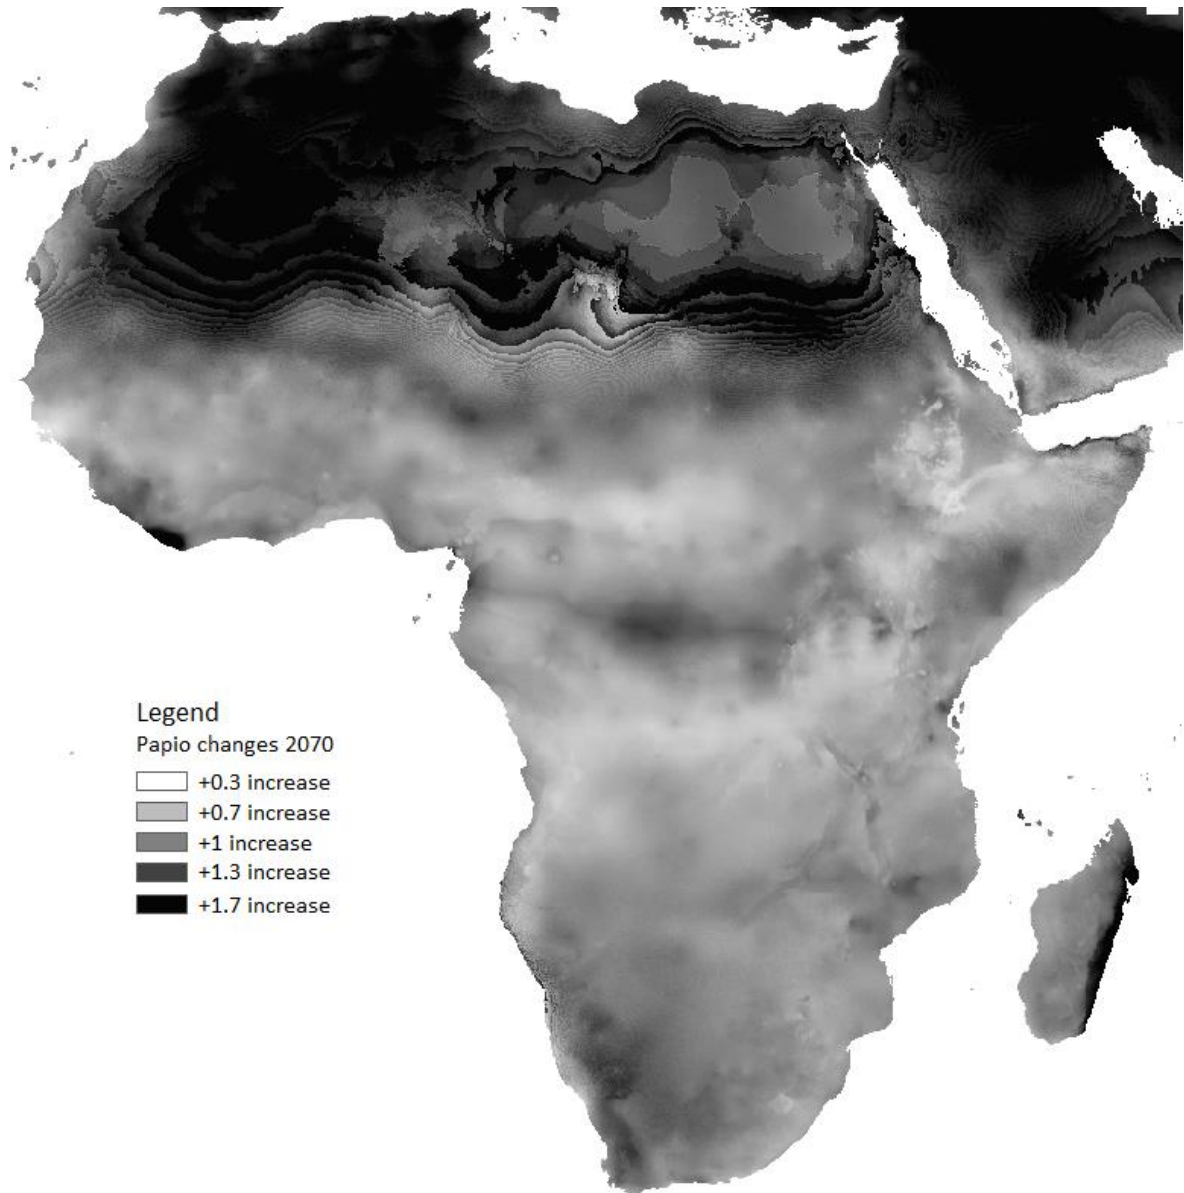 Legend
Papio changes 2070
+0.3 increase
+0.7 increase
+1 increase
+1.3 increase
+1.7 increase